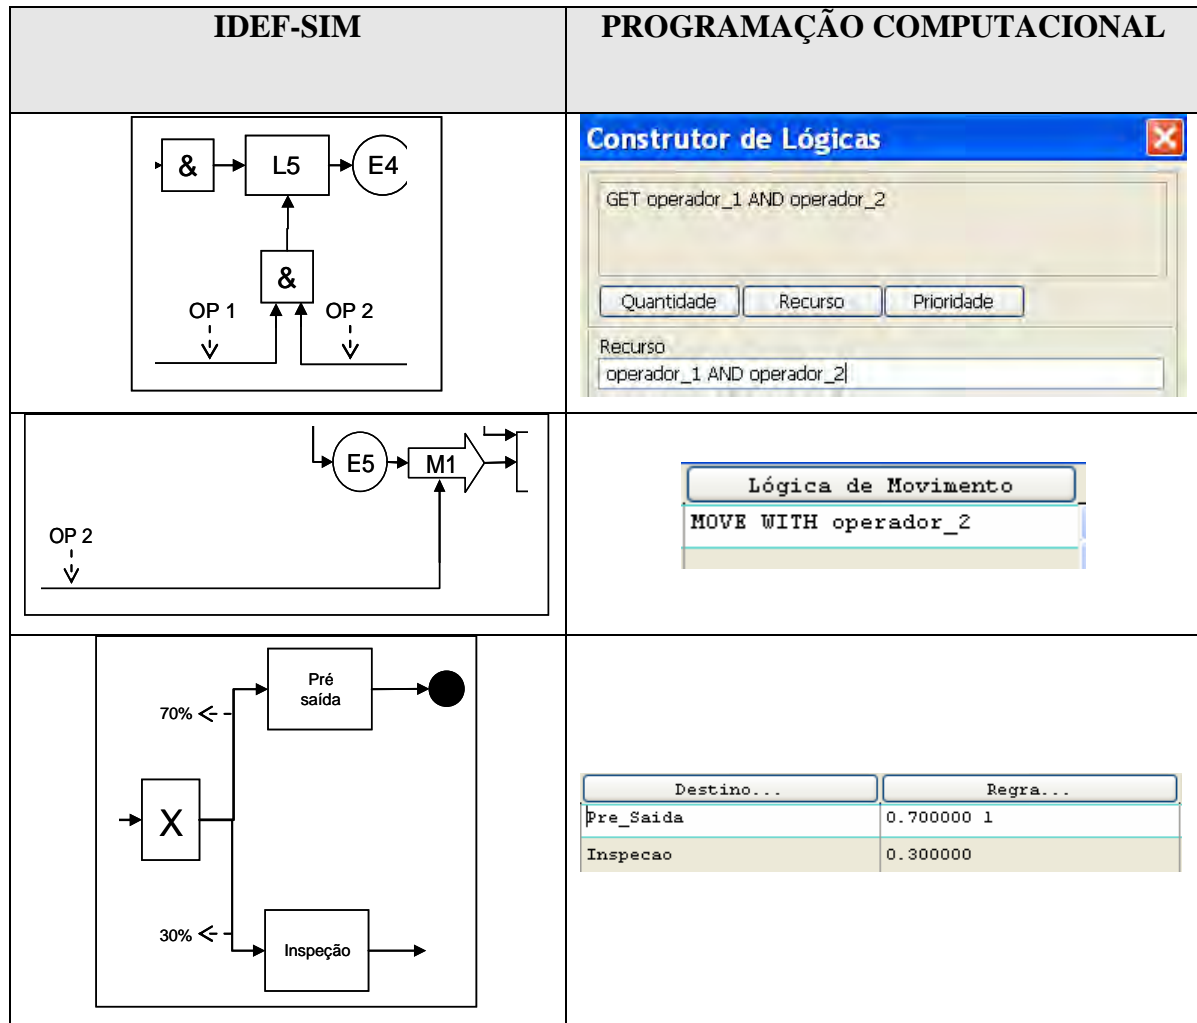 IDEF-SIM
PROGRAMAÇÃO COMPUTACIONAL
& L5 E4
&
OP 1 OP 2
Construtor de Lógicas
GET operador_1 AND operador_2
Quantidade Recurso Prioridade
Recurso
operador_1 AND operador_2
E5 M1
OP 2
Lógica de Movimento
MOVE WITH operador_2
Pré
saída
70%
X
30%
Inspeção
Destino... Regra...
Pre_Saida 0.700000 1
Inspecao 0.300000